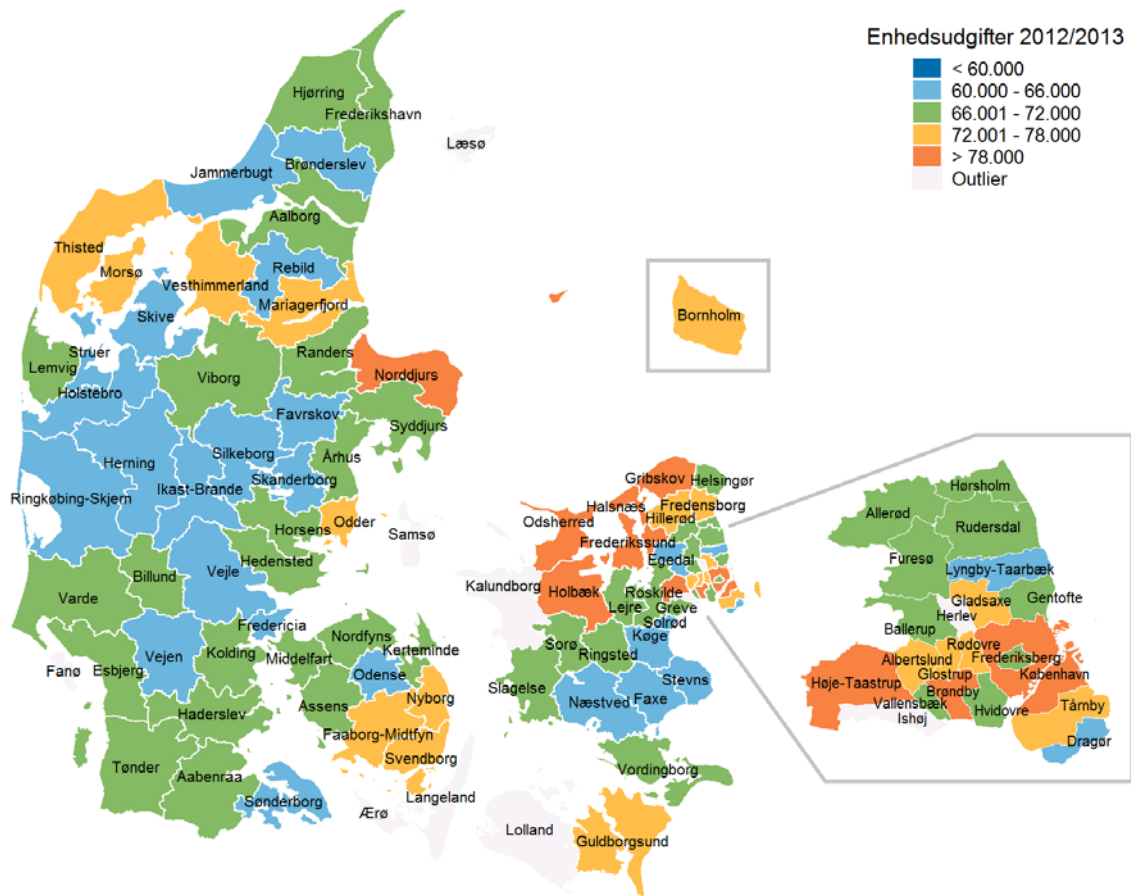 Enhedsudgifter 2012/2013
< 60.000
60.000 - 66.000
66.001 - 72.000
72.001 - 78.000
> 78.000
Outlier
Hjørring
Frederikshavn
Læsø
Brønderslev
Jammerbugt
Aalborg
Thisted
Morsø
Vesthimmerland
Rebild
Mariagerfjord
Skive
Struer
Lemvig
Holstebro
Viborg
Randers
Norddjurs
Favrskov
Syddjurs
Herning
Silkeborg
Århus
Skanderborg
Ringkøbing-Skjern
Ikast-Brande
Odder
Horsens
Samsø
Hedensted
Billund
Vejle
Varde
Fredericia
Vejen
Kolding
Fanø
Esbjerg
Haderslev
Tønder
Aabenraa
Sønderborg
Nordfyns
Middelfart
Kerteminde
Odense
Assens
Nyborg
Faaborg-Midtfyn
Svendborg
Langeland
Ærø
Bornholm
Gribskov
Helsingør
Halsnæs
Fredensborg
Odsherred
Hillerød
Frederikssund
Egedal
Kalundborg
Holbæk
Roskilde
Lejre
Greve
Solrød
Sorø
Køge
Ringsted
Slagelse
Stevns
Næstved
Faxe
Vordingborg
Lolland
Guldborgsund
Hørsholm
Allerød
Rudersdal
Furesø
Lyngby-Taarbæk
Gladsaxe
Gentofte
Herlev
Ballerup
Rødovre
Albertslund
Frederiksberg
Høje-Taastrup
Glostrup
København
Brøndby
Vallensbæk
Hvidovre
Ishøj
Tårnby
Dragør